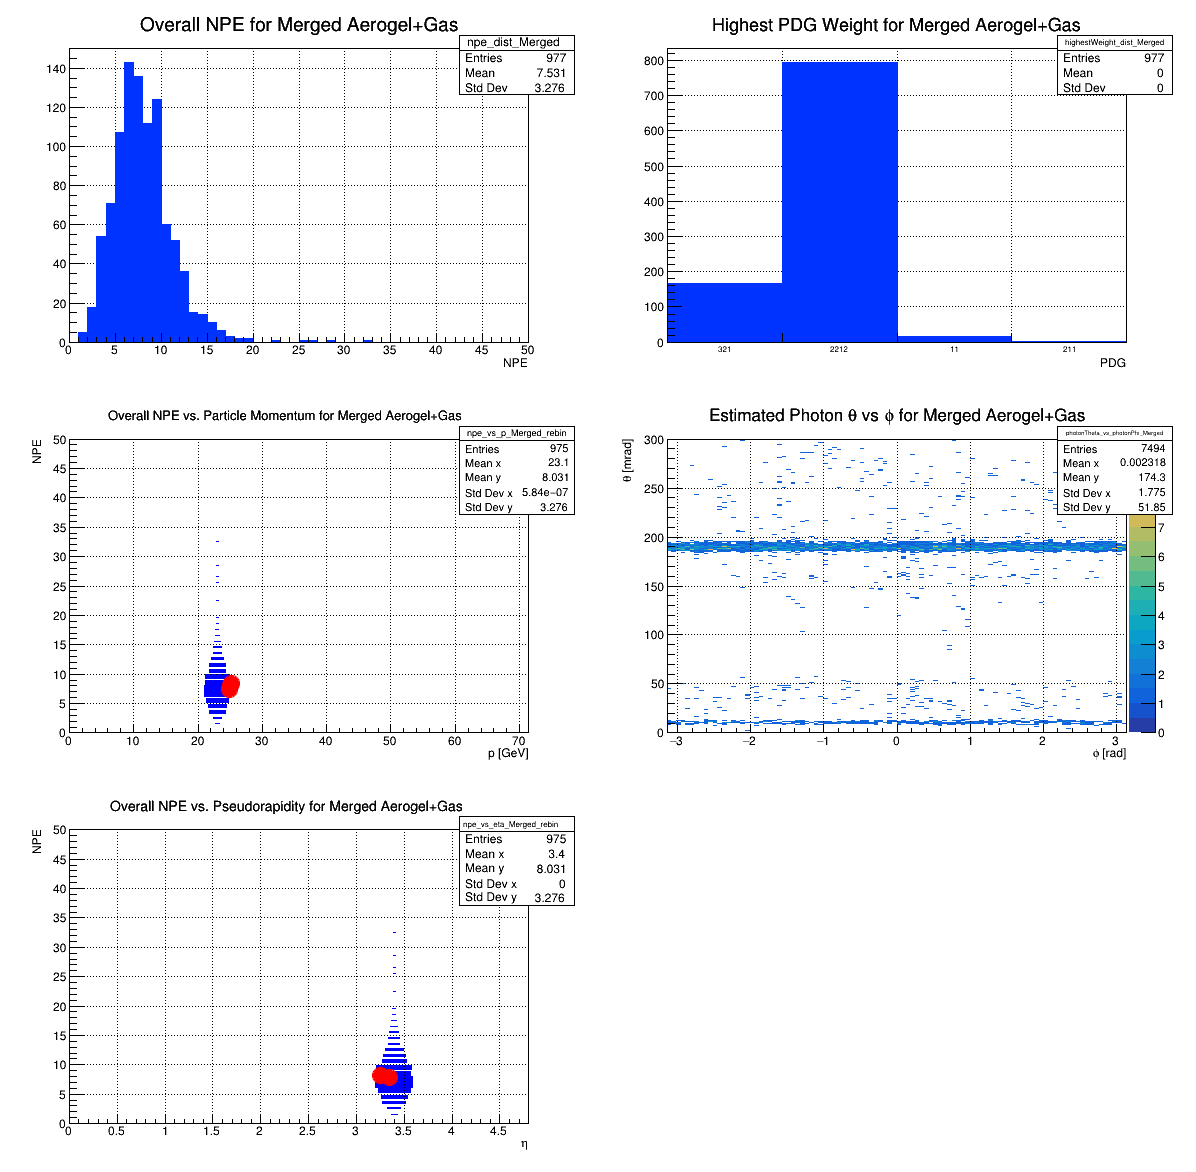 Overall NPE for Merged Aerogel+Gas
npe_dist_Merged
Entries 977
Mean 7.531
Std Dev 3.276
140
120
100
80
60
40
20
0
0 5 10 15 20 25 30 35 40 45 50
NPE
Highest PDG Weight for Merged Aerogel+Gas
highestWeight_dist_Merged
Entries 977
Mean 0
Std Dev 0
800
700
600
500
400
300
200
100
0
321 2212 11 211
PDG
Overall NPE vs. Particle Momentum for Merged Aerogel+Gas
npe_vs_p_Merged_rebin
Entries 975
Mean x 23.1
Mean y 8.031
Std Dev x 5.84e−07
Std Dev y 3.276
NPE
50
45
40
35
30
25
20
15
10
5
0
0 10 20 30 40 50 60 70
p [GeV]
Estimated Photon θ vs ϕ for Merged Aerogel+Gas
photonTheta_vs_photonPhi_Merged
Entries 7494
Mean x 0.002318
Mean y 174.3
Std Dev x 1.775
Std Dev y 51.85
θ [mrad]
300
250
200
150
100
50
0
−3 −2 −1 0 1 2 3
ϕ [rad]
7
6
5
4
3
2
1
0
Overall NPE vs. Pseudorapidity for Merged Aerogel+Gas
npe_vs_eta_Merged_rebin
Entries 975
Mean x 3.4
Mean y 8.031
Std Dev x 0
Std Dev y 3.276
NPE
50
45
40
35
30
25
20
15
10
5
0
0 0.5 1 1.5 2 2.5 3 3.5 4 4.5
η